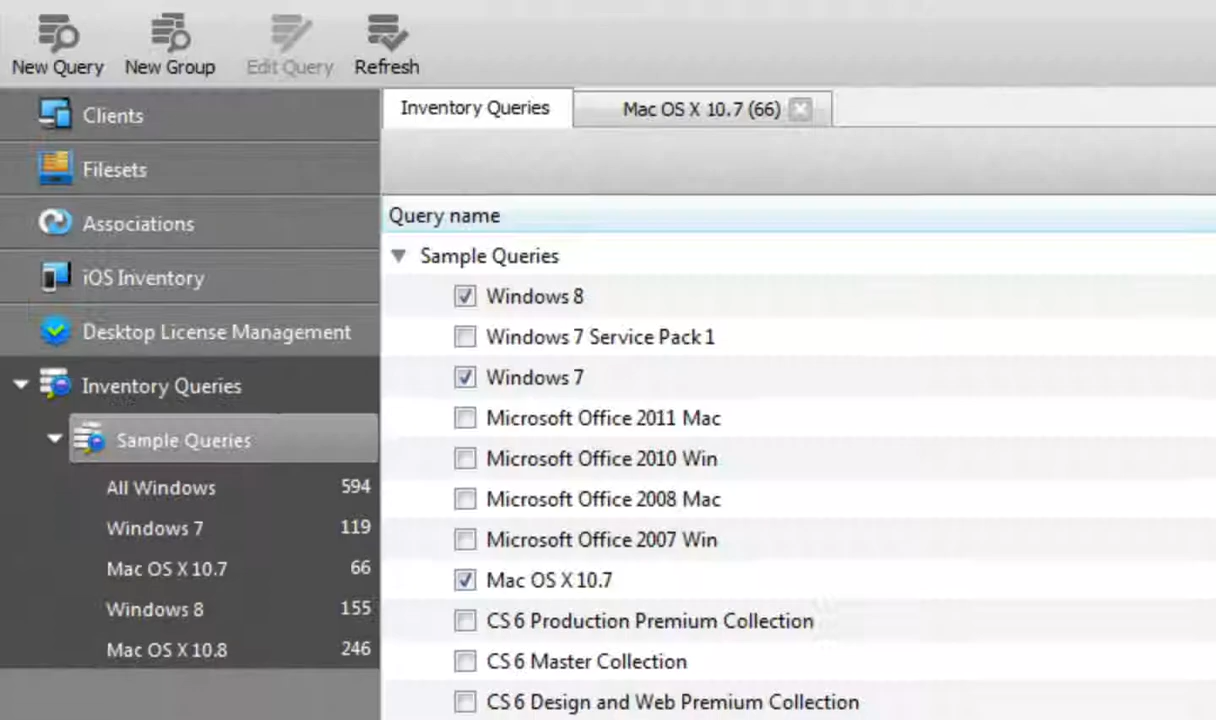 New Query New Group Edit Query Refresh
Clients
Filesets
Associations
iOS Inventory
Desktop License Management
Inventory Queries
Sample Queries
All Windows 594
Windows 7 119
Mac OS X 10.7 66
Windows 8 155
Mac OS X 10.8 246
Inventory Queries Mac OS X 10.7 (66)
Query name
Sample Queries
Windows 8
Windows 7 Service Pack 1
Windows 7
Microsoft Office 2011 Mac
Microsoft Office 2010 Win
Microsoft Office 2008 Mac
Microsoft Office 2007 Win
Mac OS X 10.7
CS 6 Production Premium Collection
CS 6 Master Collection
CS 6 Design and Web Premium Collection